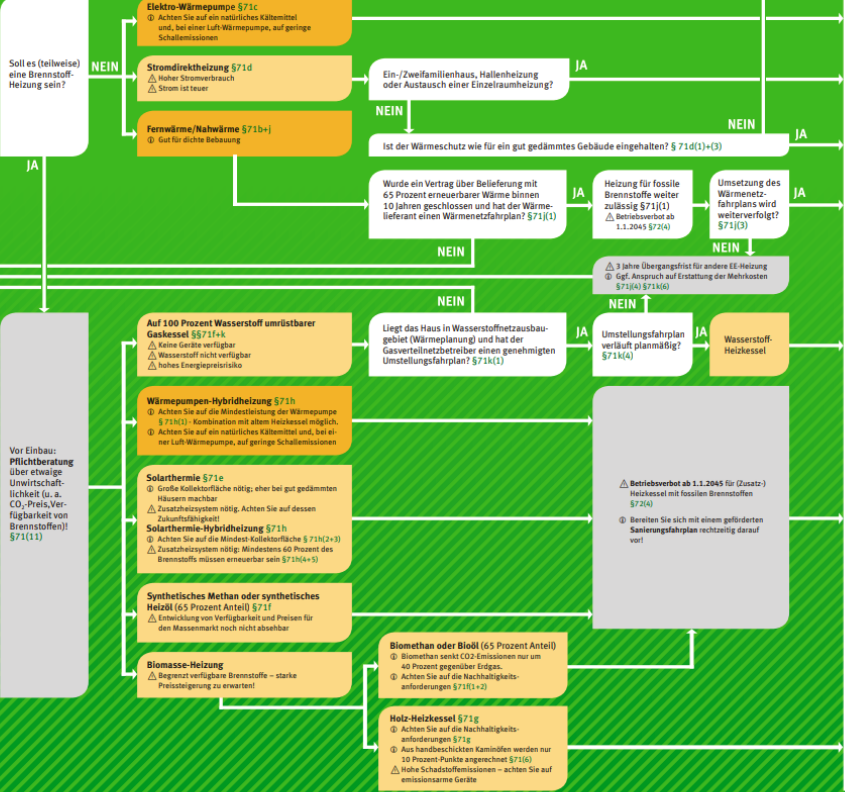 Elektro-Wärmepumpe §71c
ⓘ Achten Sie auf ein natürliches Kältemittel
und, bei einer Luft-Wärmepumpe, auf geringe
Schallemissionen
Soll es (teilweise)
eine Brennstoff-
Heizung sein?
NEIN
Stromdirektheizung §71d
⚠ Hoher Stromverbrauch
⚠ Strom ist teuer
Ein-/Zweifamilienhaus, Hallenheizung
oder Austausch einer Einzelraumheizung?
JA
NEIN
Fernwärme/Nahwärme §71b+j
ⓘ Gut für dichte Bebauung
NEIN
Ist der Wärmeschutz wie für ein gut gedämmtes Gebäude eingehalten? § 71d(1)+(3)
JA
JA
Wurde ein Vertrag über Belieferung mit
65 Prozent erneuerbarer Wärme binnen
10 Jahren geschlossen und hat der Wärme-
lieferant einen Wärmenetzfahrplan? §71j(1)
JA
Heizung für fossile
Brennstoffe weiter
zulässig §71j(1)
⚠ Betriebsverbot ab
1.1.2045 §72(4)
Umsetzung des
Wärmenetz-
fahrplans wird
weiterverfolgt?
§71j(3)
JA
NEIN
NEIN
⚠ 3 Jahre Übergangsfrist für andere EE-Heizung
ⓘ Ggf. Anspruch auf Erstattung der Mehrkosten
§71j(4) §71k(6)
NEIN
NEIN
Auf 100 Prozent Wasserstoff umrüstbarer
Gaskessel §§71f+k
⚠ Keine Geräte verfügbar
⚠ Wasserstoff nicht verfügbar
⚠ hohes Energiepreisrisiko
Liegt das Haus in Wasserstoffnetzausbau-
gebiet (Wärmeplanung) und hat der
Gasverteilnetzbetreiber einen genehmigten
Umstellungsfahrplan? §71k(1)
JA
Umstellungsfahrplan
verläuft planmäßig?
§71k(4)
JA
Wasserstoff-
Heizkessel
Wärmepumpen-Hybridheizung §71h
ⓘ Achten Sie auf die Mindestleistung der Wärmepumpe
§ 71h(1) - Kombination mit altem Heizkessel möglich.
ⓘ Achten Sie auf ein natürliches Kältemittel und, bei ei-
ner Luft-Wärmepumpe, auf geringe Schallemissionen
Vor Einbau:
Pflichtberatung
über etwaige
Unwirtschaft-
lichkeit (u. a.
CO₂-Preis,Ver-
fügbarkeit von
Brennstoffen)!
§71(11)
Solarthermie §71e
ⓘ Große Kollektorfläche nötig; eher bei gut gedämmten
Häusern machbar
⚠ Zusatzheizsystem nötig. Achten Sie auf dessen
Zukunftsfähigkeit!
Solarthermie-Hybridheizung §71h
ⓘ Achten Sie auf die Mindest-Kollektorfläche § 71h(2+3)
⚠ Zusatzheizsystem nötig: Mindestens 60 Prozent des
Brennstoffs müssen erneuerbar sein §71h(4+5)
⚠ Betriebsverbot ab 1.1.2045 für (Zusatz-)
Heizkessel mit fossilen Brennstoffen
§72(4)
ⓘ Bereiten Sie sich mit einem geförderten
Sanierungsfahrplan rechtzeitig darauf
vor!
Synthetisches Methan oder synthetisches
Heizöl (65 Prozent Anteil) §71f
⚠ Entwicklung von Verfügbarkeit und Preisen für
den Massenmarkt noch nicht absehbar
Biomasse-Heizung
⚠ Begrenzt verfügbare Brennstoffe – starke
Preissteigerung zu erwarten!
Biomethan oder Bioöl (65 Prozent Anteil)
ⓘ Biomethan senkt CO2-Emissionen nur um
40 Prozent gegenüber Erdgas.
ⓘ Achten Sie auf die Nachhaltigkeits-
anforderungen §71f(1+2)
Holz-Heizkessel §71g
ⓘ Achten Sie auf die Nachhaltigkeits-
anforderungen §71g
ⓘ Aus handbeschickten Kaminöfen werden nur
10 Prozent-Punkte angerechnet §71(6)
⚠ Hohe Schadstoffemissionen – achten Sie auf
emissionsarme Geräte